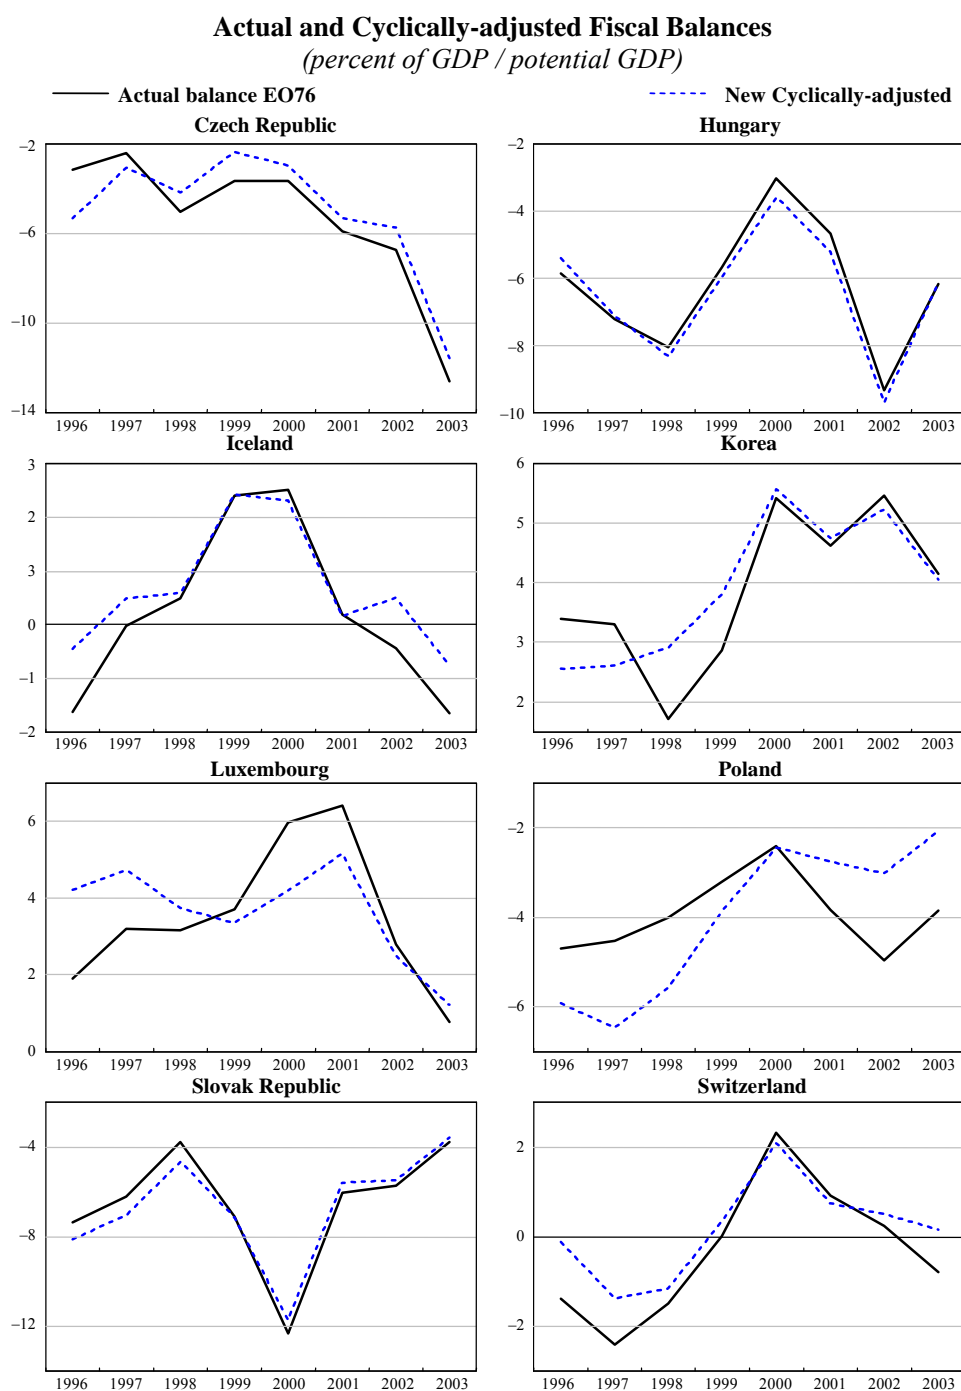 Actual and Cyclically-adjusted Fiscal Balances
(percent of GDP / potential GDP)
Actual balance EO76
New Cyclically-adjusted
Czech Republic
−2
−6
−10
−14
1996 1997 1998 1999 2000 2001 2002 2003
Hungary
−2
−4
−6
−8
−10
1996 1997 1998 1999 2000 2001 2002 2003
Iceland
3
2
3
0
−1
−2
1996 1997 1998 1999 2000 2001 2002 2003
Korea
6
5
4
3
2
1996 1997 1998 1999 2000 2001 2002 2003
Luxembourg
6
4
2
0
1996 1997 1998 1999 2000 2001 2002 2003
Poland
−2
−4
−6
1996 1997 1998 1999 2000 2001 2002 2003
Slovak Republic
−4
−8
−12
1996 1997 1998 1999 2000 2001 2002 2003
Switzerland
2
0
−2
1996 1997 1998 1999 2000 2001 2002 2003